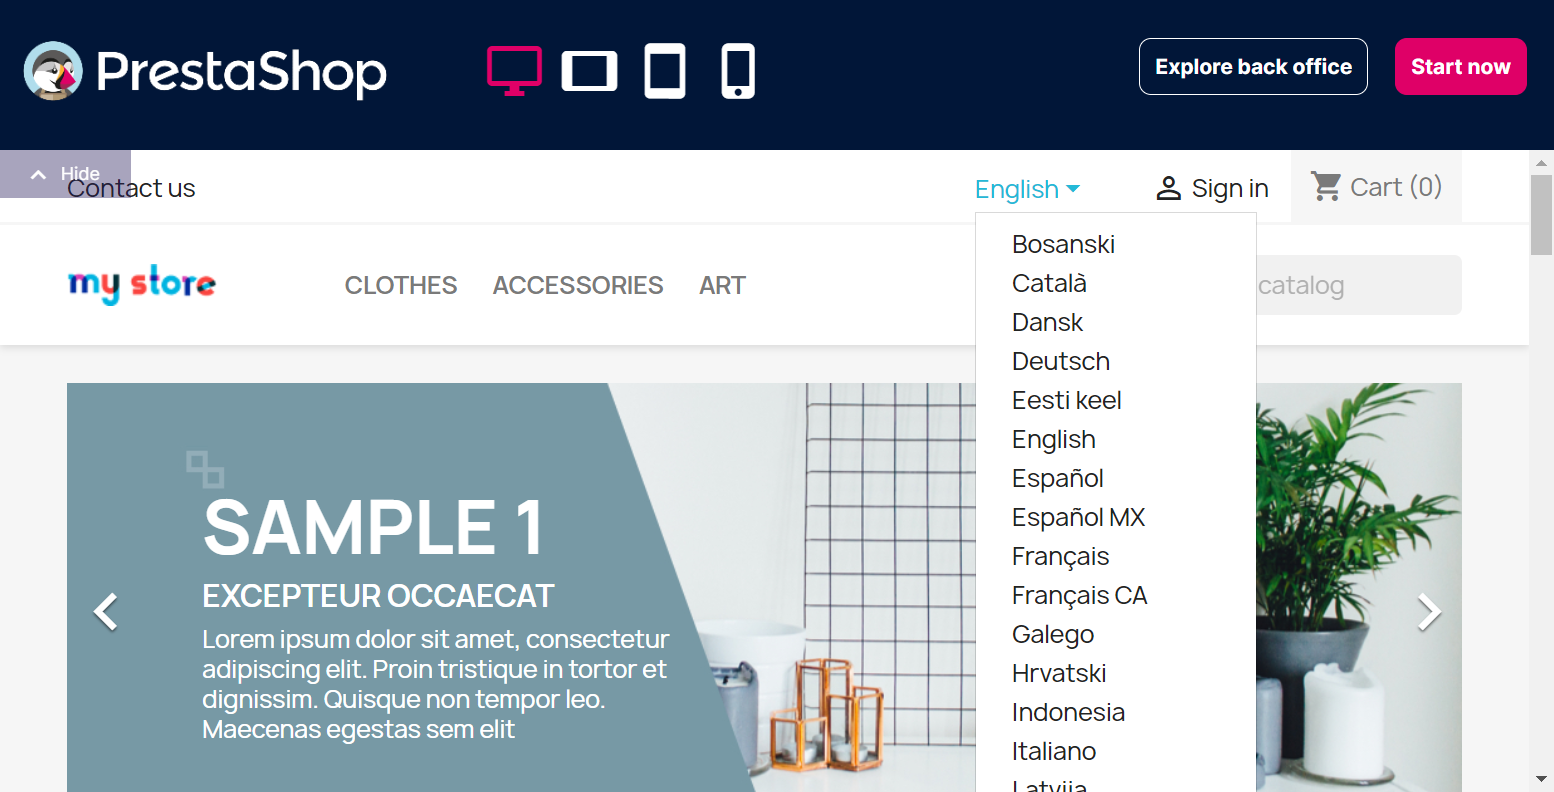 PrestaShop
Explore back office
Start now
Hide
Contact us
English
Sign in
Cart (0)
my store
CLOTHES
ACCESSORIES
ART
catalog
Bosanski
Català
Dansk
Deutsch
Eesti keel
English
Español
Español MX
Français
Français CA
Galego
Hrvatski
Indonesia
Italiano
Latvija
SAMPLE 1
EXCEPTEUR OCCAECAT
Lorem ipsum dolor sit amet, consectetur
adipiscing elit. Proin tristique in tortor et
dignissim. Quisque non tempor leo.
Maecenas egestas sem elit